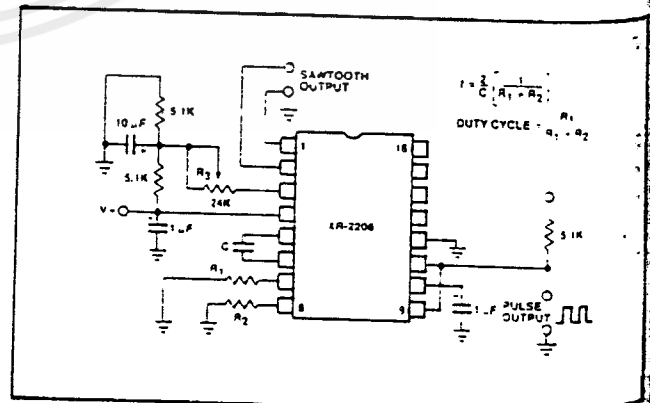 SAWTOOTH
OUTPUT
f = 2/C [1/R1 + R2]
DUTY CYCLE = R1/R1 + R2
10 µF
5.1K
5.1K
R3
24K
V+
1 µF
C
R1
R2
1
16
XR-2206
8
9
5.1K
1 µF
PULSE
OUTPUT